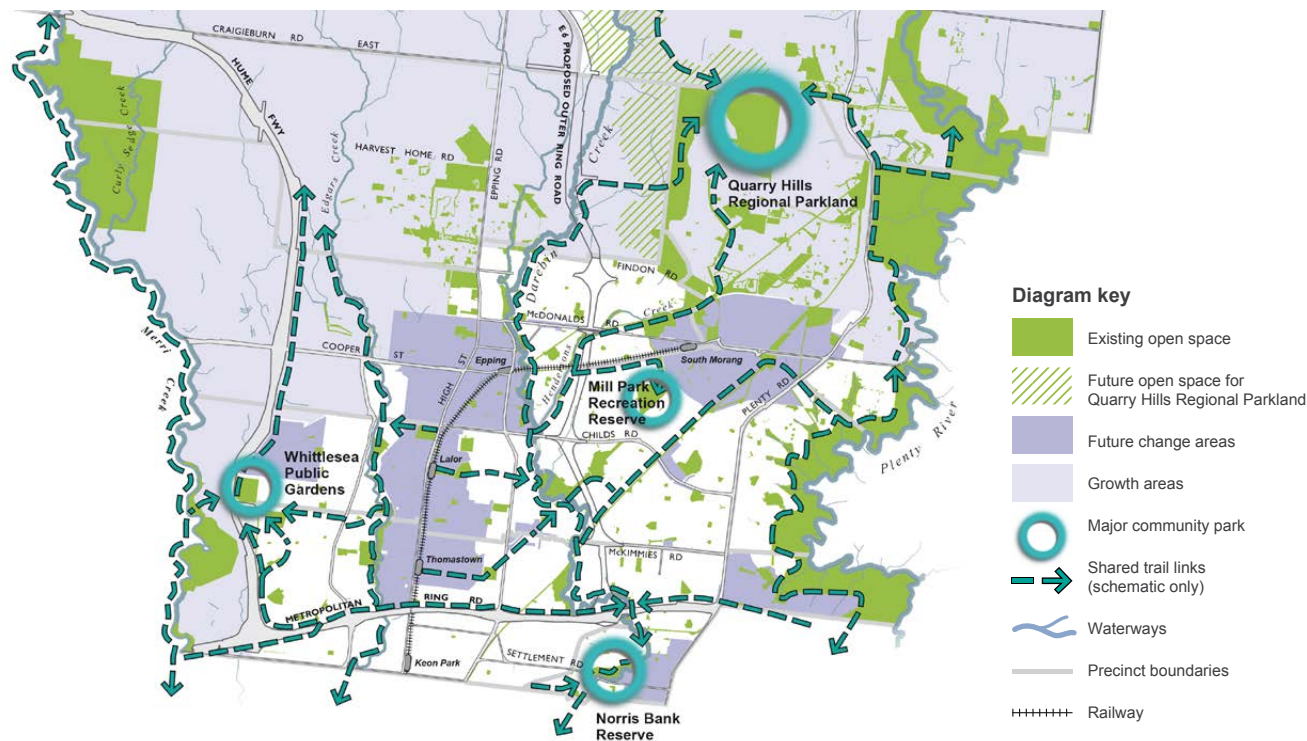 CRAIGIEBURN RD EAST
HUME FWY
Curly Sedge Creek
Edgars Creek
HARVEST HOME RD
EPPING RD
E6 PROPOSED OUTER RING ROAD
Creek
Darebin
Quarry Hills
Regional Parkland
FINDON RD
Creek
McDONALDS RD
Hendersons
COOPER ST
HIGH ST
Epping
South Morang
Mill Park
Recreation
Reserve
PLENTY RD
CHILDS RD
Merri Creek
Plenty River
Whittlesea
Public
Gardens
Lalor
Thomastown
McKIMMIES RD
METROPOLITAN RING RD
Keon Park
SETTLEMENT RD
Norris Bank
Reserve
Diagram key
Existing open space
Future open space for
Quarry Hills Regional Parkland
Future change areas
Growth areas
Major community park
Shared trail links
(schematic only)
Waterways
Precinct boundaries
Railway